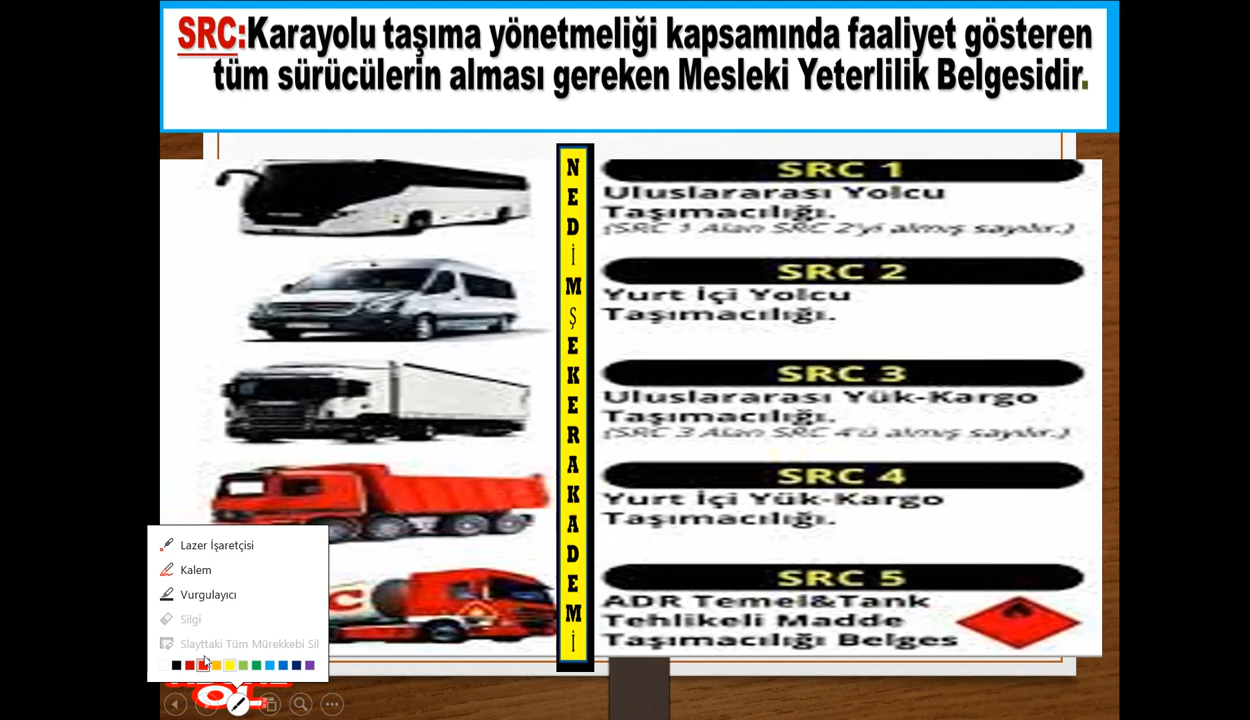 SRC:Karayolu taşıma yönetmeliği kapsamında faaliyet gösteren
tüm sürücülerin alması gereken Mesleki Yeterlilik Belgesidir.
NEDİM ŞEKER AKADEMİ
SRC 1
Uluslararası Yolcu
Taşımacılığı.
(SRC 1 Alan SRC 2'yi almış sayılır.)
SRC 2
Yurt İçi Yolcu
Taşımacılığı.
SRC 3
Uluslararası Yük-Kargo
Taşımacılığı.
(SRC 3 Alan SRC 4'ü almış sayılır.)
SRC 4
Yurt İçi Yük-Kargo
Taşımacılığı.
SRC 5
ADR Temel&Tank
Tehlikeli Madde
Taşımacılığı Belges
Lazer İşaretçisi
Kalem
Vurgulayıcı
Silgi
Slayttaki Tüm Mürekkebi Sil